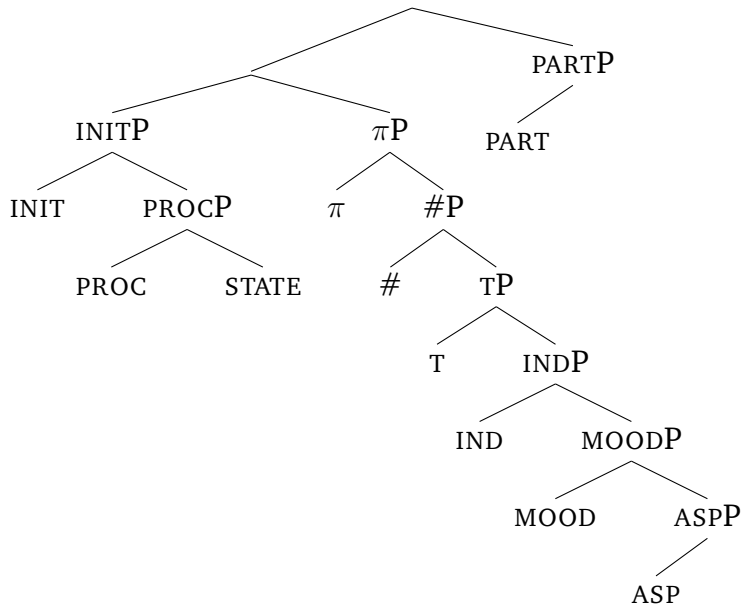 PARTP
INITP πP PART
INIT PROCP π #P
PROC STATE # TP
T INDP
IND MOODP
MOOD ASPP
ASP